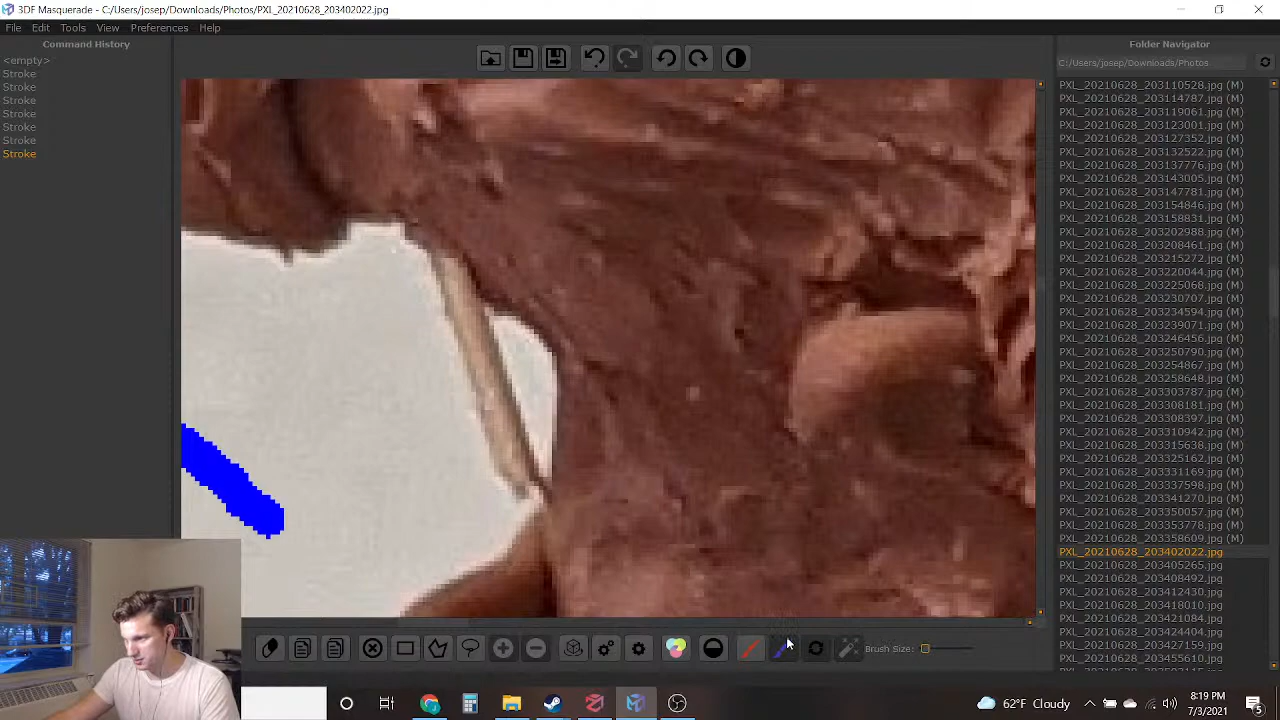 3DF Masquerade - C:/Users/josep/Downloads/Photos/PXL_20210628_203402022.jpg
File Edit Tools View Preferences Help
Command History
<empty>
Stroke
Stroke
Stroke
Stroke
Stroke
Stroke
Stroke
Folder Navigator
C:/Users/josep/Downloads/Photos
PXL_20210628_203110528.jpg (M)
PXL_20210628_203114787.jpg (M)
PXL_20210628_203119061.jpg (M)
PXL_20210628_203123001.jpg (M)
PXL_20210628_203127352.jpg (M)
PXL_20210628_203132522.jpg (M)
PXL_20210628_203137776.jpg (M)
PXL_20210628_203143005.jpg (M)
PXL_20210628_203147781.jpg (M)
PXL_20210628_203154846.jpg (M)
PXL_20210628_203158831.jpg (M)
PXL_20210628_203202988.jpg (M)
PXL_20210628_203208461.jpg (M)
PXL_20210628_203215272.jpg (M)
PXL_20210628_203220044.jpg (M)
PXL_20210628_203225068.jpg (M)
PXL_20210628_203230707.jpg (M)
PXL_20210628_203234594.jpg (M)
PXL_20210628_203239071.jpg (M)
PXL_20210628_203246456.jpg (M)
PXL_20210628_203250790.jpg (M)
PXL_20210628_203254867.jpg (M)
PXL_20210628_203258648.jpg (M)
PXL_20210628_203303787.jpg (M)
PXL_20210628_203308181.jpg (M)
PXL_20210628_203308397.jpg (M)
PXL_20210628_203310942.jpg (M)
PXL_20210628_203315638.jpg (M)
PXL_20210628_203325162.jpg (M)
PXL_20210628_203331169.jpg (M)
PXL_20210628_203337598.jpg (M)
PXL_20210628_203341270.jpg (M)
PXL_20210628_203350057.jpg (M)
PXL_20210628_203353778.jpg (M)
PXL_20210628_203358609.jpg (M)
PXL_20210628_203402022.jpg
PXL_20210628_203405265.jpg
PXL_20210628_203408492.jpg
PXL_20210628_203412430.jpg
PXL_20210628_203418010.jpg
PXL_20210628_203421084.jpg
PXL_20210628_203424404.jpg
PXL_20210628_203427159.jpg
PXL_20210628_203455610.jpg
Brush Size:
62°F Cloudy
8:19 PM
7/3/2021
5